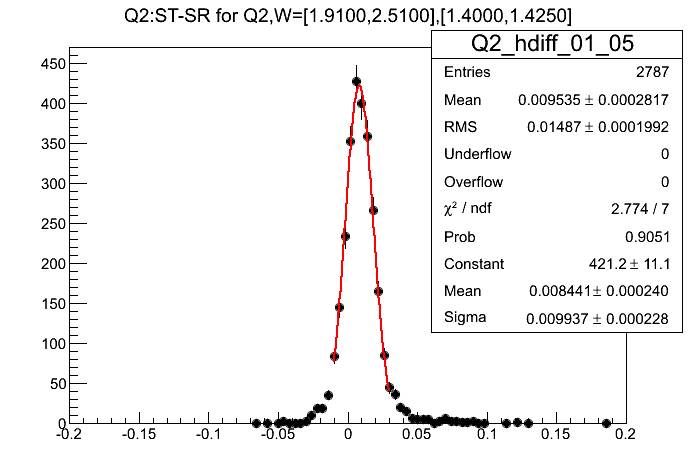 Q2:ST-SR for Q2,W=[1.9100,2.5100],[1.4000,1.4250]
Q2_hdiff_01_05
Entries 2787
Mean 0.009535 ± 0.0002817
RMS 0.01487 ± 0.0001992
Underflow 0
Overflow 0
χ² / ndf 2.774 / 7
Prob 0.9051
Constant 421.2 ± 11.1
Mean 0.008441 ± 0.000240
Sigma 0.009937 ± 0.000228
450
400
350
300
250
200
150
100
50
0
-0.2 -0.15 -0.1 -0.05 0 0.05 0.1 0.15 0.2